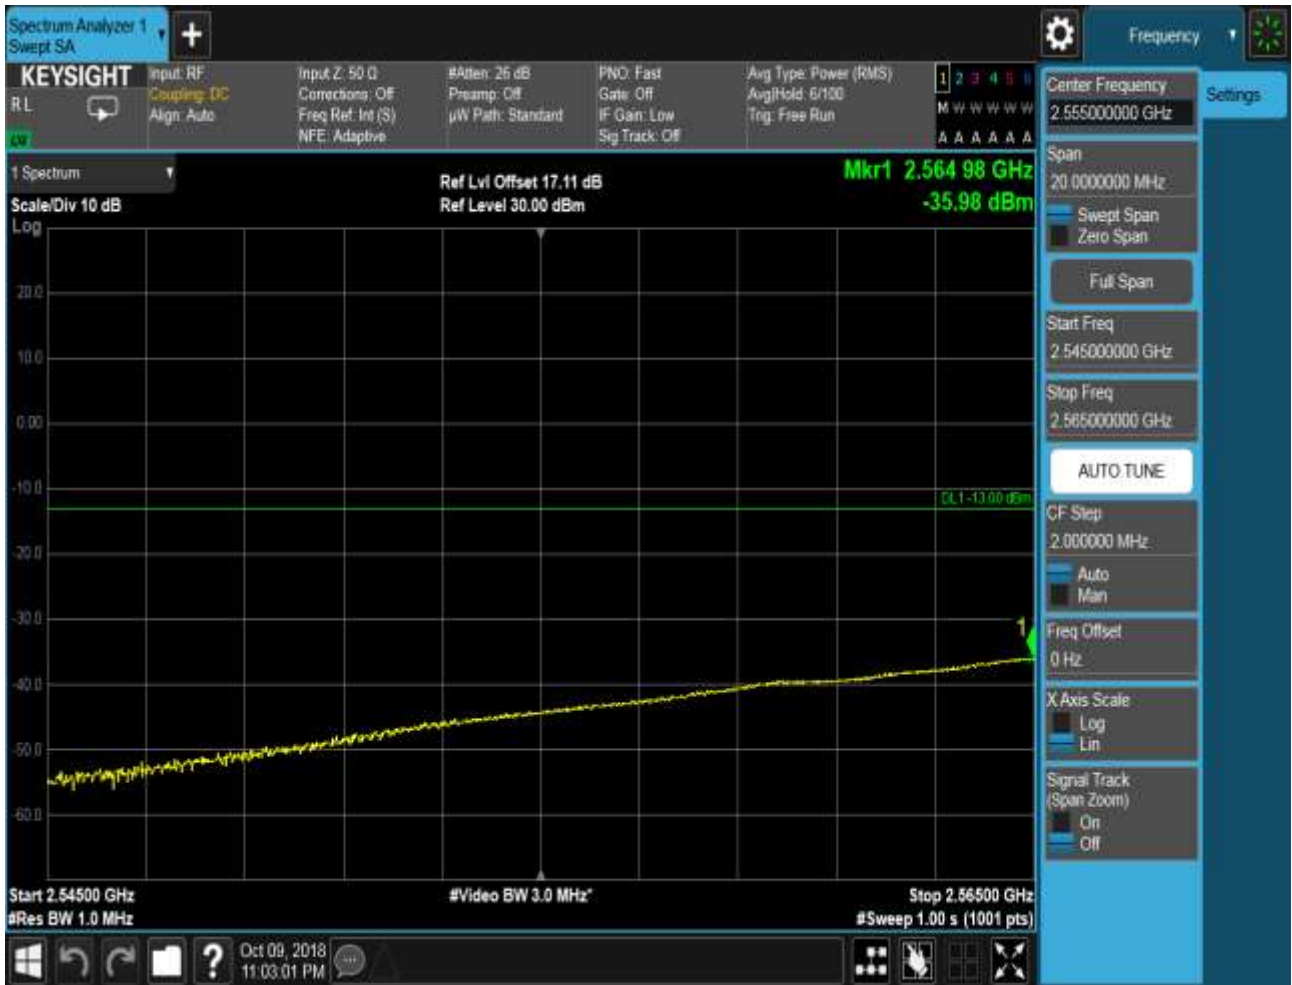 Spectrum Analyzer 1
Swept SA
+
Frequency
KEYSIGHT
RL
Input: RF
Coupling: DC
Align: Auto
Input Z: 50 Ω
Corrections: Off
Freq Ref: Int (S)
NFE: Adaptive
#Atten: 26 dB
Preamp: Off
µW Path: Standard
PNO: Fast
Gate: Off
IF Gain: Low
Sig Track: Off
Avg Type: Power (RMS)
Avg|Hold: 6/100
Trig: Free Run
1 2 3 4 5 6
M W W W W W
A A A A A A
Center Frequency
2.555000000 GHz
Settings
1 Spectrum
Scale/Div 10 dB
Log
Ref Lvl Offset 17.11 dB
Ref Level 30.00 dBm
Mkr1 2.564 98 GHz
-35.98 dBm
Span
20.0000000 MHz
Swept Span
Zero Span
Full Span
Start Freq
2.545000000 GHz
Stop Freq
2.565000000 GHz
AUTO TUNE
CF Step
2.000000 MHz
Auto
Man
Freq Offset
0 Hz
X Axis Scale
Log
Lin
Signal Track
(Span Zoom)
On
Off
20.0
10.0
0.00
-10.0
DL1 -13.00 dBm
-20.0
-30.0
1
-40.0
-50.0
-60.0
Start 2.54500 GHz
#Video BW 3.0 MHz*
Stop 2.56500 GHz
#Res BW 1.0 MHz
#Sweep 1.00 s (1001 pts)
?
Oct 09, 2018
11:03:01 PM